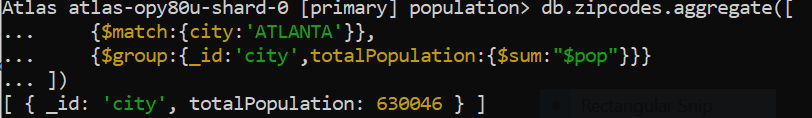 Atlas atlas-opy80u-shard-0 [primary] population> db.zipcodes.aggregate([
...     {$match:{city:'ATLANTA'}},
...     {$group:{_id:'city',totalPopulation:{$sum:"$pop"}}}
... ])
[ { _id: 'city', totalPopulation: 630046 } ]
Rectangular Snip